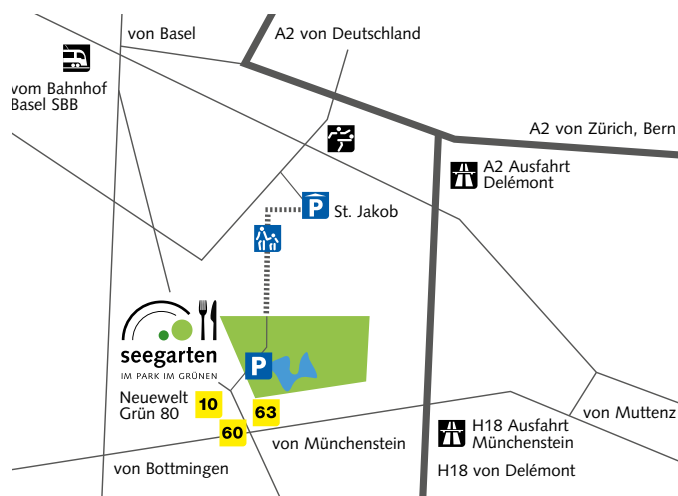 von Basel
A2 von Deutschland
vom Bahnhof
Basel SBB
A2 von Zürich, Bern
A2 Ausfahrt
Delémont
P
St. Jakob
seegarten
IM PARK IM GRÜNEN
P
Neuewelt
Grün 80
10
63
60
von Münchenstein
von Bottmingen
von Muttenz
H18 Ausfahrt
Münchenstein
H18 von Delémont